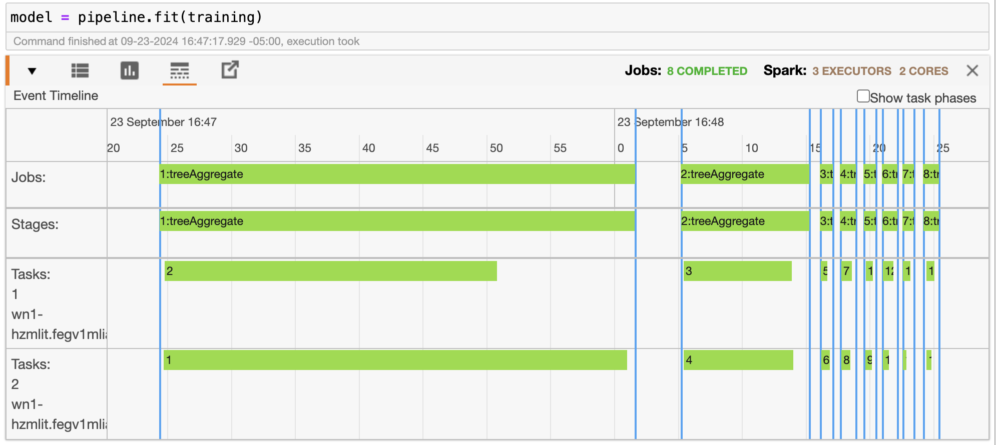 model = pipeline.fit(training)
Command finished at 09-23-2024 16:47:17.929 -05:00, execution took
Jobs: 8 COMPLETED Spark: 3 EXECUTORS 2 CORES
Event Timeline
Show task phases
23 September 16:47 23 September 16:48
20 25 30 35 40 45 50 55 0 5 10 15 20 25
Jobs: 1:treeAggregate 2:treeAggregate 3:t 4:tr 5:t 6:tr 7:t 8:tr
Stages: 1:treeAggregate 2:treeAggregate 3:t 4:tr 5:t 6:tr 7:t 8:tr
Tasks: 2 3 5 7 1 12 1 1
1
wn1-
hzmlit.fegv1mlia
Tasks: 1 4 6 8 9 1
2
wn1-
hzmlit.fegv1mlia